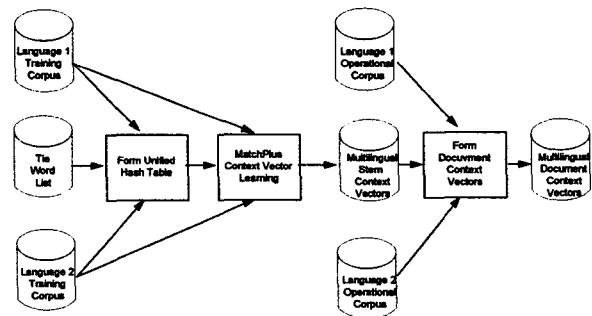 Language 1
Training
Corpus
Language 1
Operational
Corpus
Tie
Word
List
Form Unified
Hash Table
MatchPlus
Context Vector
Learning
Multilingual
Stem
Context
Vectors
Form
Docuvment
Context
Vectors
Multilingual
Document
Context
Vectors
Language 2
Training
Corpus
Language 2
Operational
Corpus